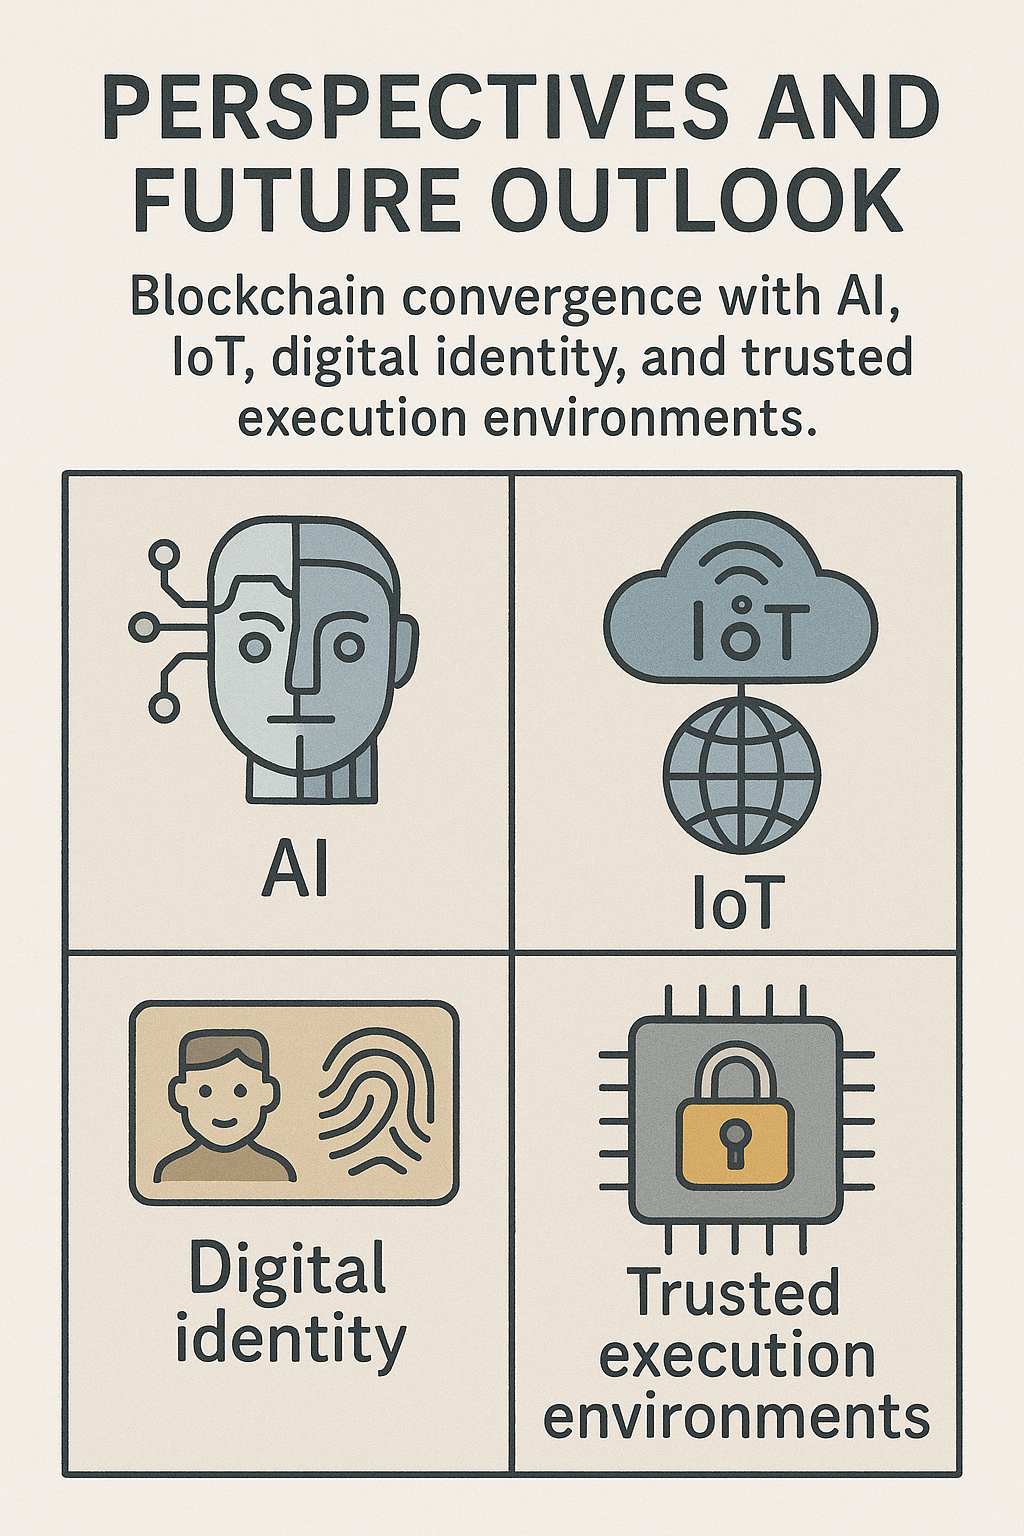 PERSPECTIVES AND
FUTURE OUTLOOK
Blockchain convergence with AI,
IoT, digital identity, and trusted
execution environments.
IoT
AI
IoT
Digital
identity
Trusted
execution
environments